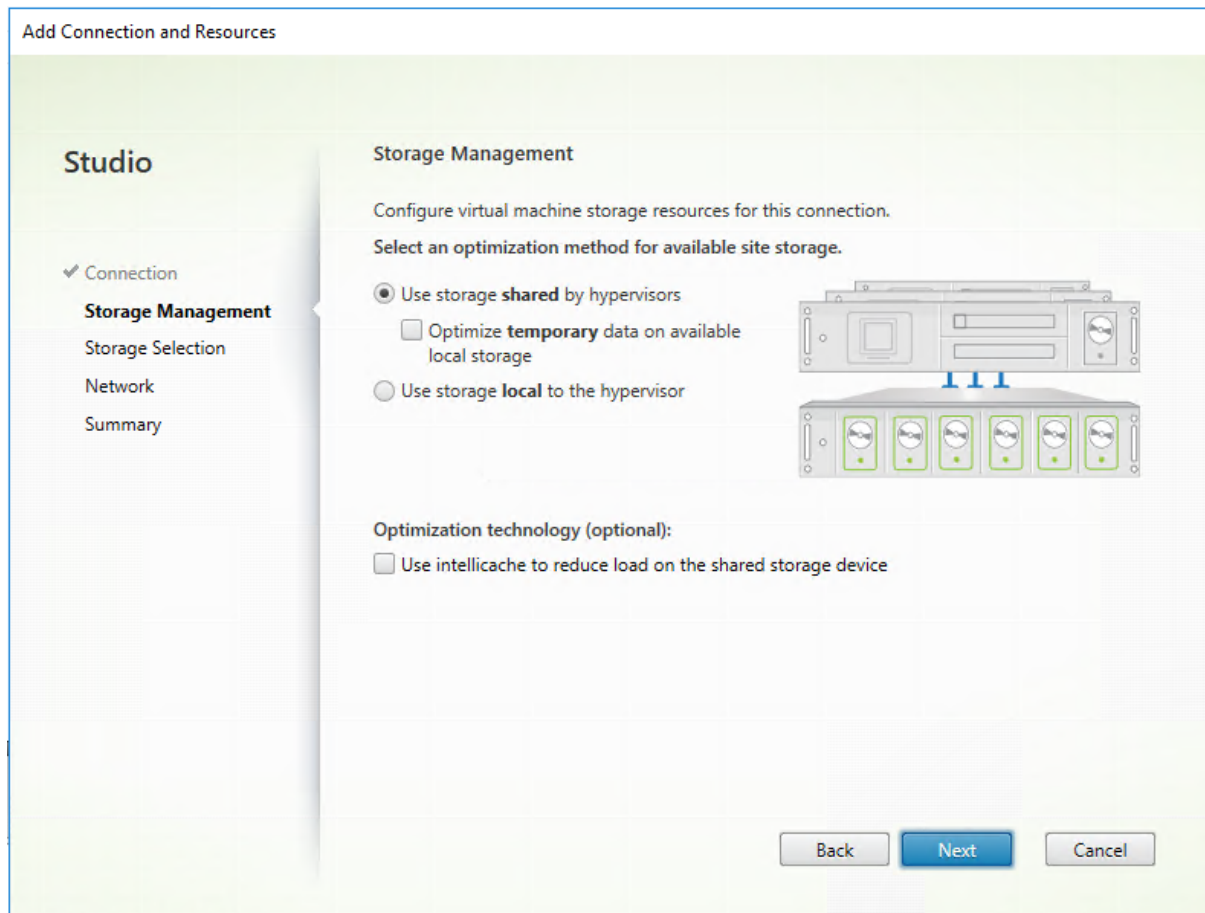 Add Connection and Resources
Studio
Connection
Storage Management
Storage Selection
Network
Summary
Storage Management
Configure virtual machine storage resources for this connection.
Select an optimization method for available site storage.
Use storage shared by hypervisors
Optimize temporary data on available
local storage
Use storage local to the hypervisor
Optimization technology (optional):
Use intellicache to reduce load on the shared storage device
Back
Next
Cancel